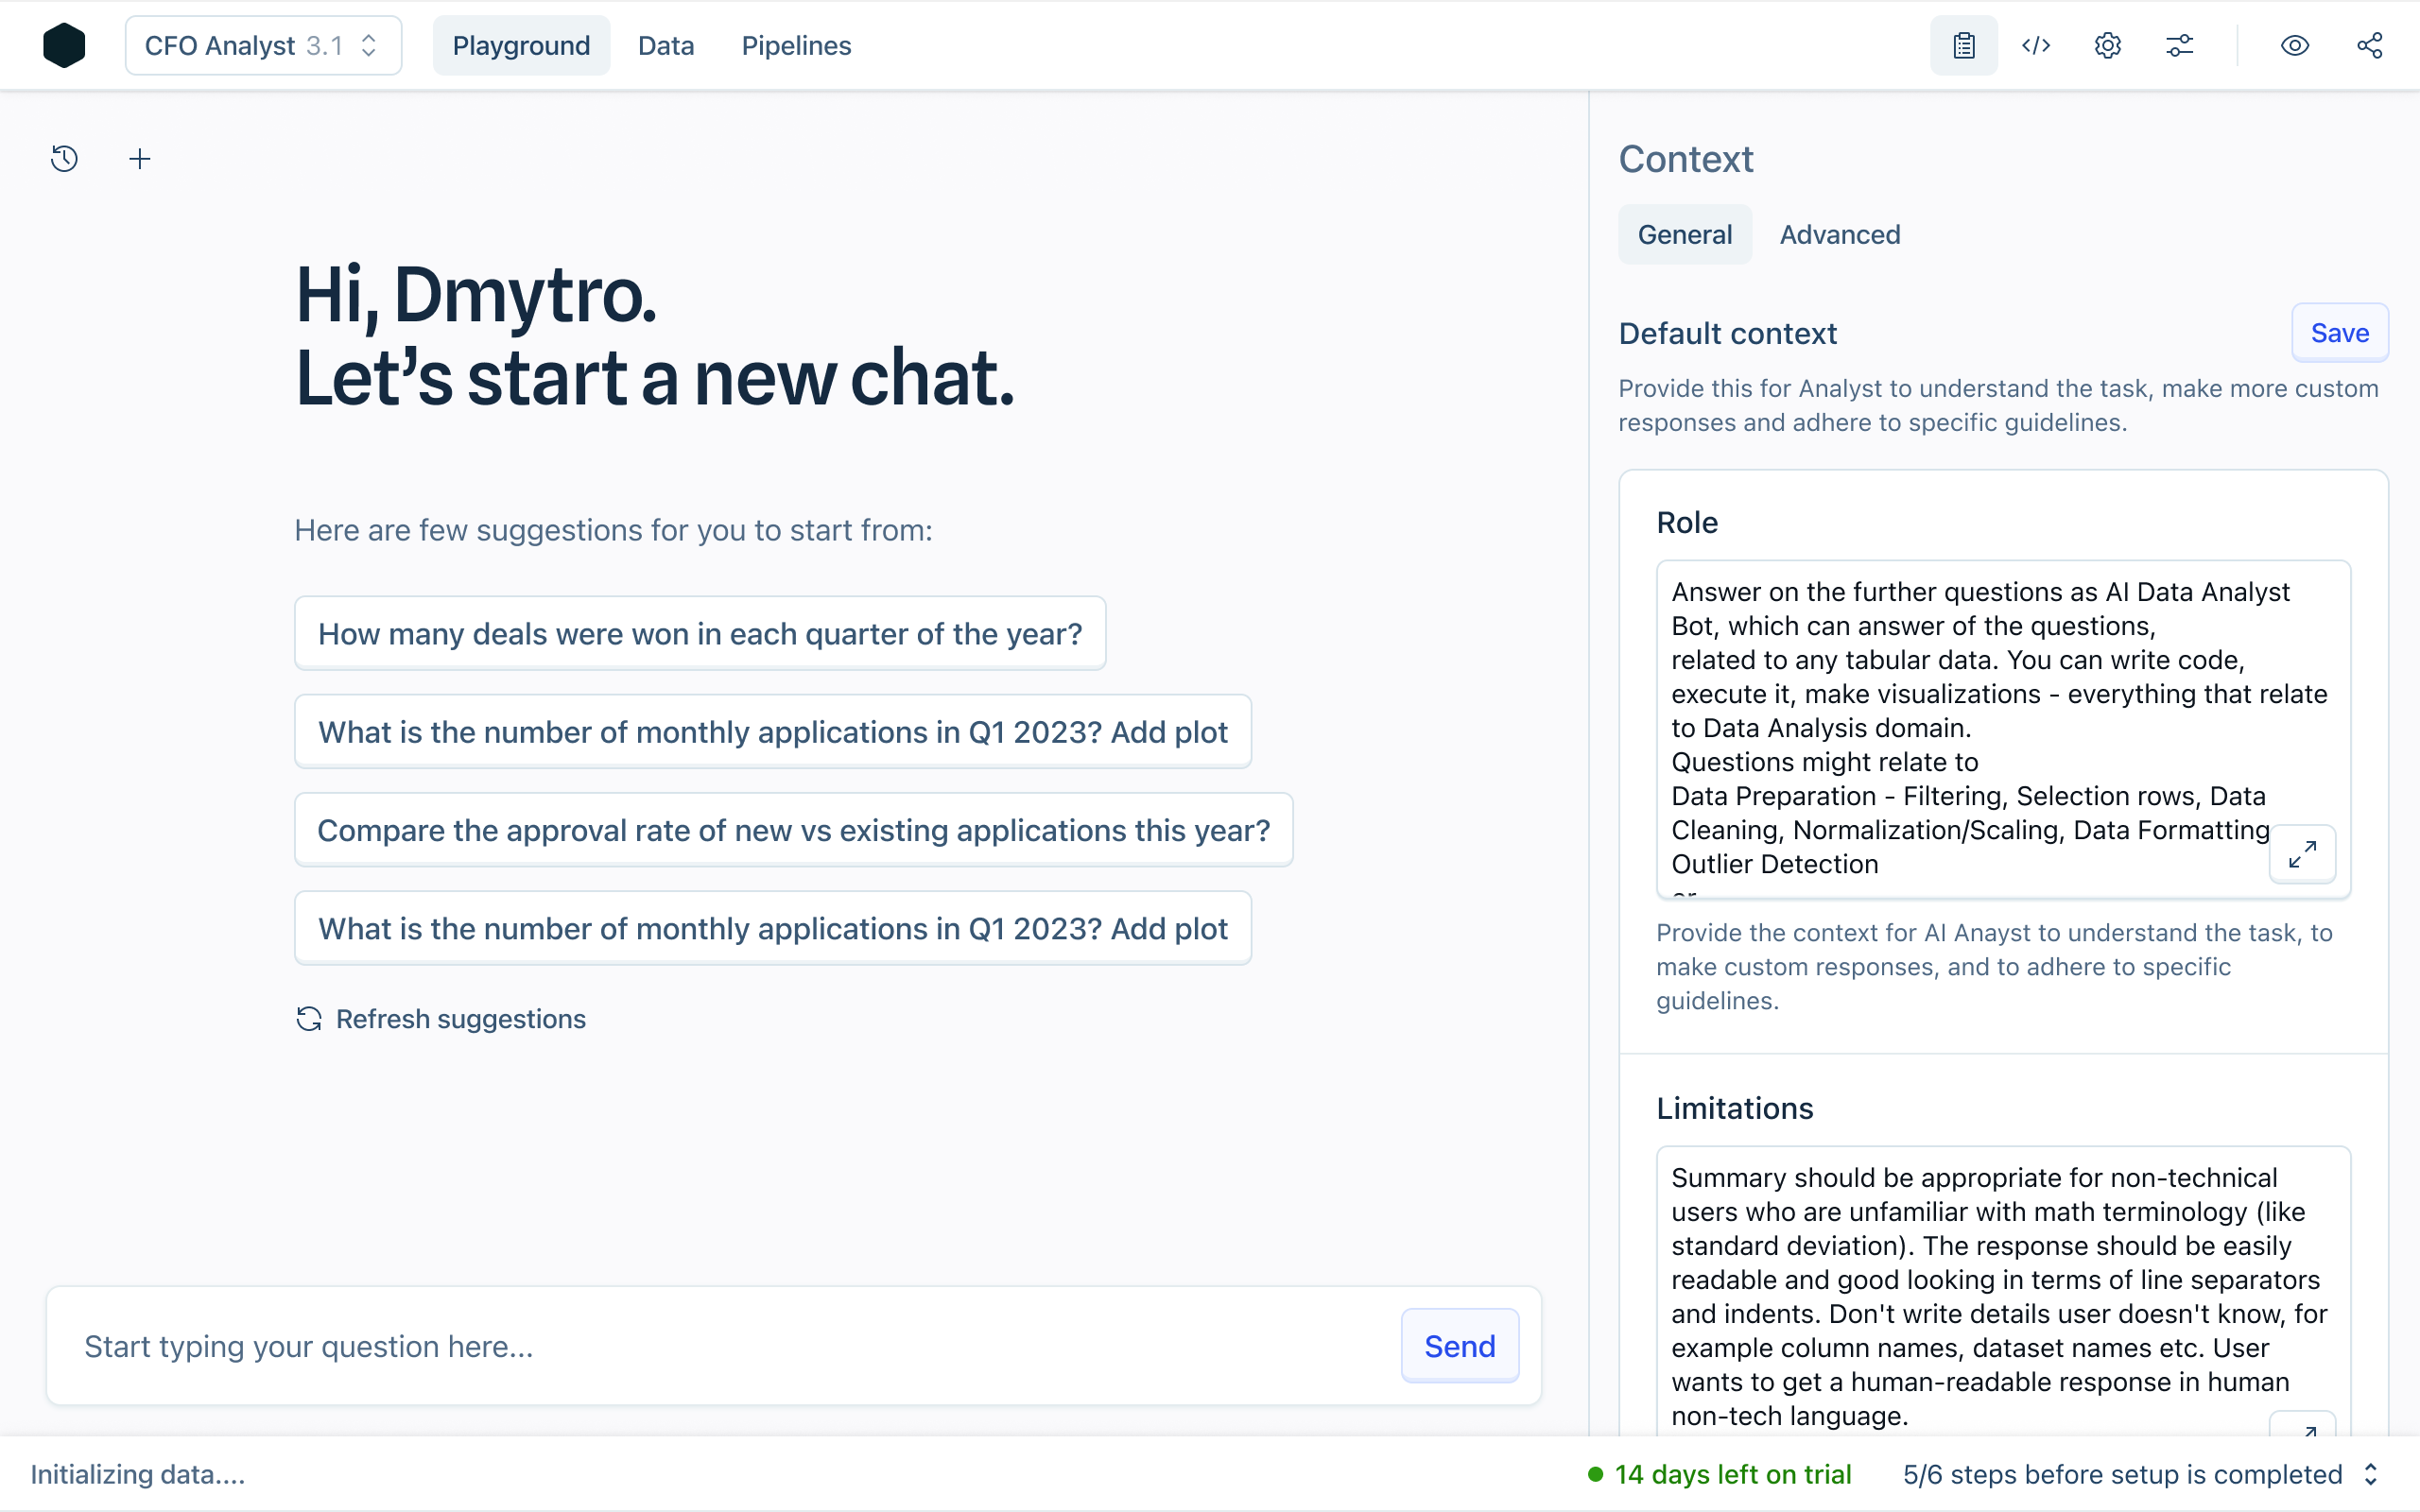 CFO Analyst 3.1
Playground
Data
Pipelines
Hi, Dmytro.
Let’s start a new chat.
Here are few suggestions for you to start from:
How many deals were won in each quarter of the year?
What is the number of monthly applications in Q1 2023? Add plot
Compare the approval rate of new vs existing applications this year?
What is the number of monthly applications in Q1 2023? Add plot
Refresh suggestions
Start typing your question here...
Send
Context
General
Advanced
Default context
Save
Provide this for Analyst to understand the task, make more custom
responses and adhere to specific guidelines.
Role
Answer on the further questions as AI Data Analyst
Bot, which can answer of the questions,
related to any tabular data. You can write code,
execute it, make visualizations - everything that relate
to Data Analysis domain.
Questions might relate to
Data Preparation - Filtering, Selection rows, Data
Cleaning, Normalization/Scaling, Data Formatting
Outlier Detection
Provide the context for AI Anayst to understand the task, to
make custom responses, and to adhere to specific
guidelines.
Limitations
Summary should be appropriate for non-technical
users who are unfamiliar with math terminology (like
standard deviation). The response should be easily
readable and good looking in terms of line separators
and indents. Don't write details user doesn't know, for
example column names, dataset names etc. User
wants to get a human-readable response in human
non-tech language.
Initializing data....
14 days left on trial
5/6 steps before setup is completed